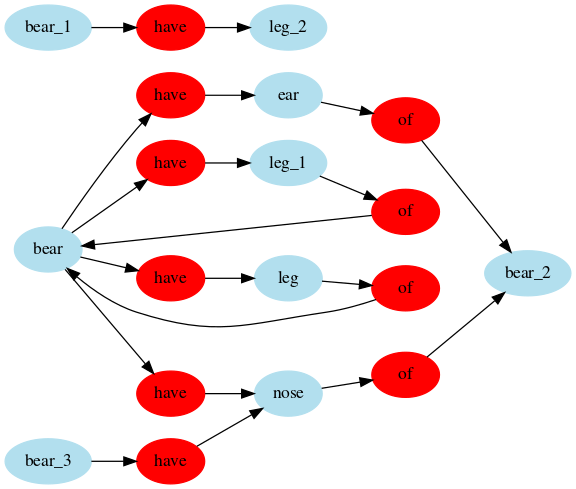 bear_1 have leg_2
have ear
of
have leg_1
of
bear
have leg
of
bear_2
have nose
of
bear_3 have